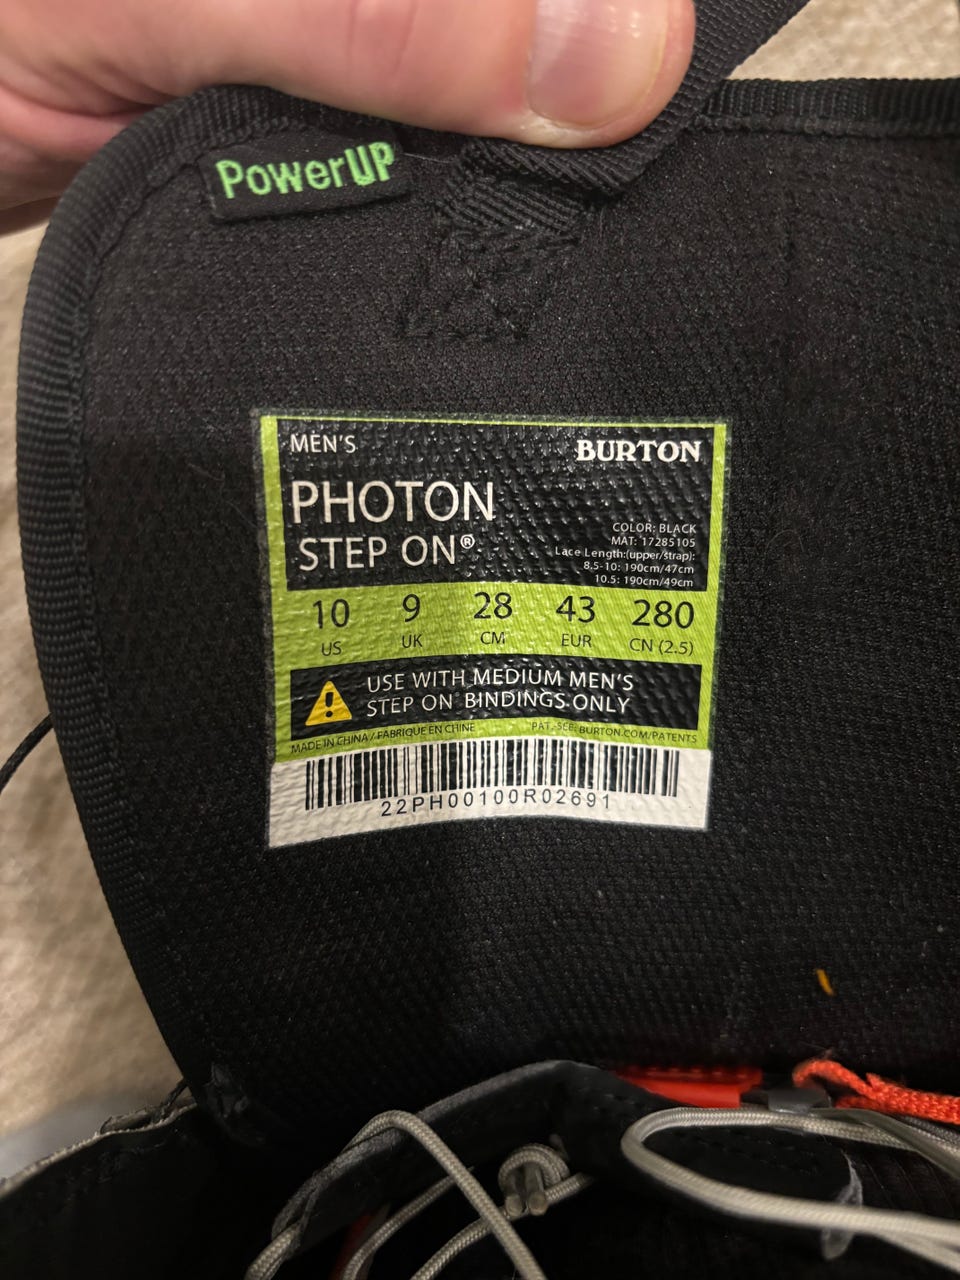 PowerUP
MEN'S
BURTON
PHOTON
STEP ON®
COLOR: BLACK
MAT: 17285105
Lace Length:(upper/strap):
8.5-10: 190cm/47cm
10.5: 190cm/49cm
10 9 28 43 280
US UK CM EUR CN (2.5)
USE WITH MEDIUM MEN'S
STEP ON® BINDINGS ONLY
MADE IN CHINA / FABRIQUE EN CHINE PAT.-SEE: BURTON.COM/PATENTS
22PH00100R02691